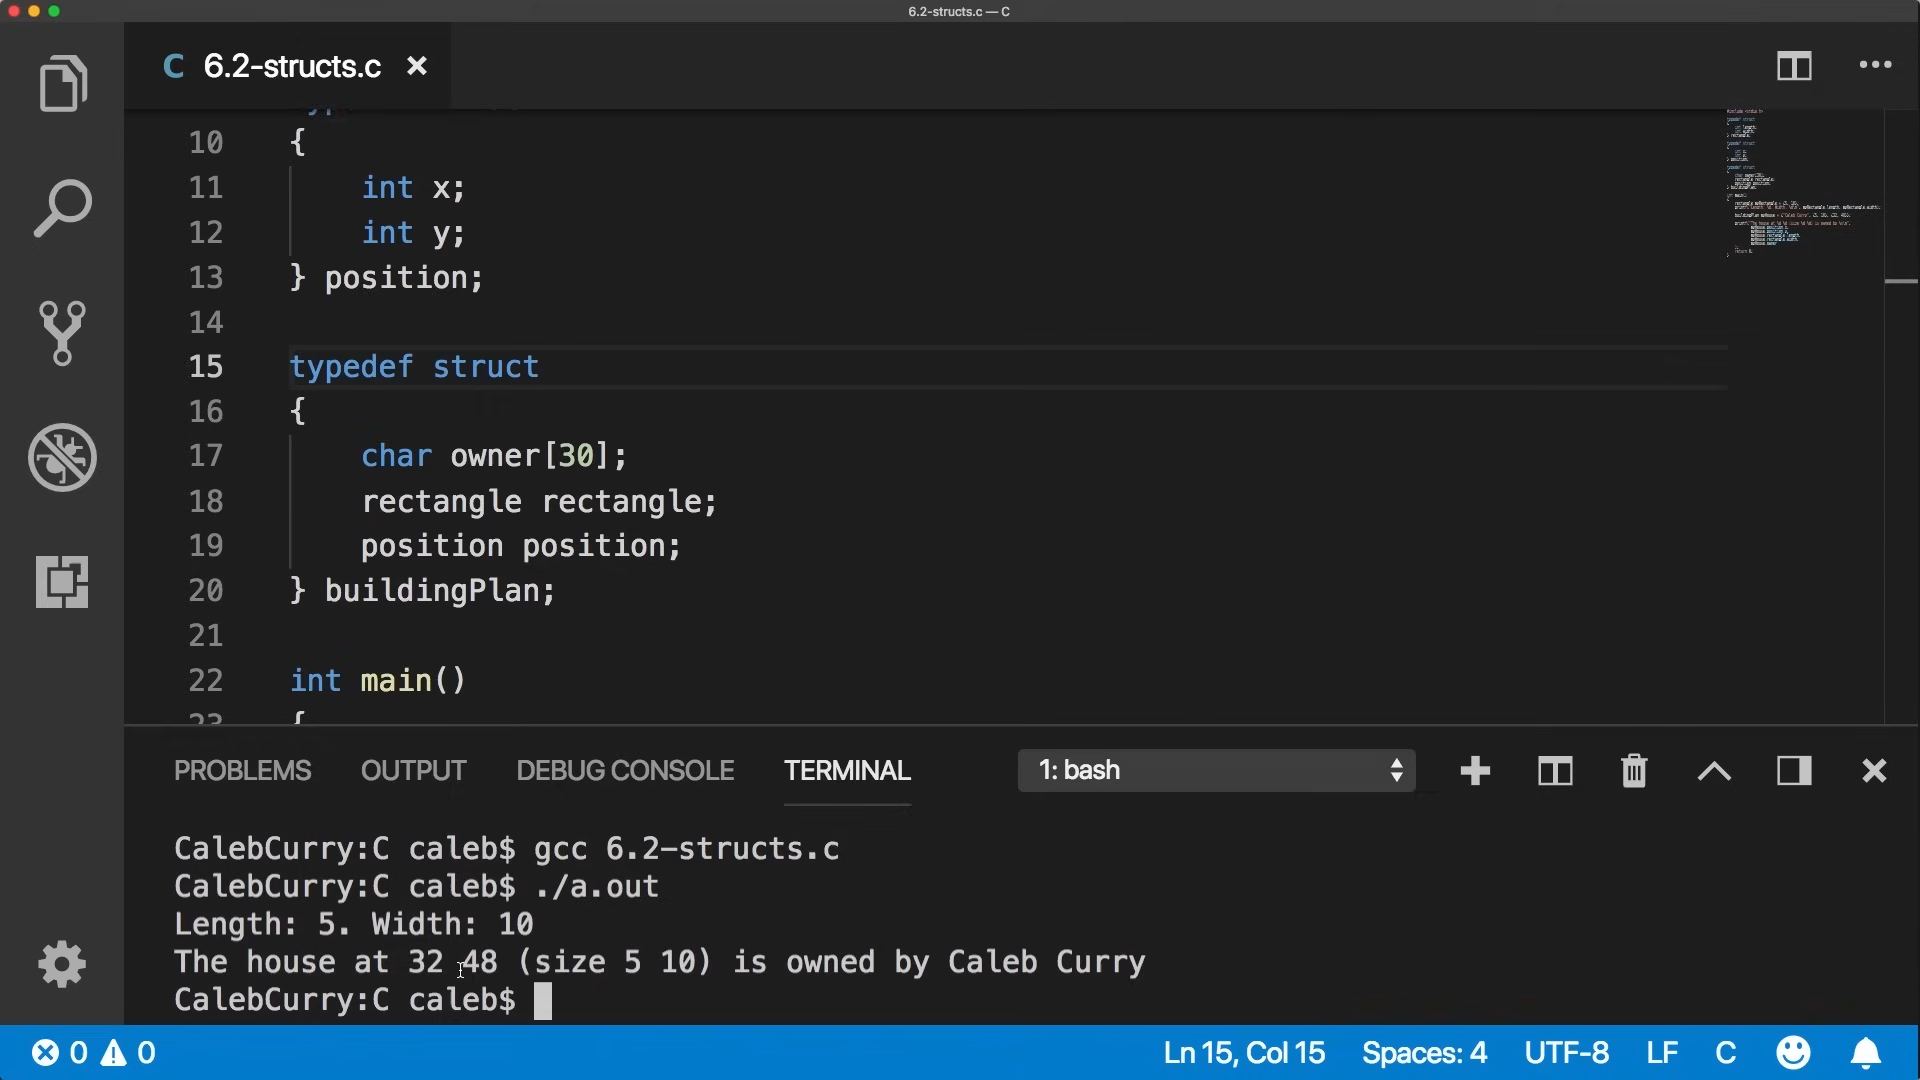 6.2-structs.c — C
C 6.2-structs.c
10 {
11 int x;
12 int y;
13 } position;
14
15 typedef struct
16 {
17 char owner[30];
18 rectangle rectangle;
19 position position;
20 } buildingPlan;
21
22 int main()
23 {
PROBLEMS OUTPUT DEBUG CONSOLE TERMINAL 1: bash
CalebCurry:C caleb$ gcc 6.2-structs.c
CalebCurry:C caleb$ ./a.out
Length: 5. Width: 10
The house at 32 48 (size 5 10) is owned by Caleb Curry
CalebCurry:C caleb$
0 0 Ln 15, Col 15 Spaces: 4 UTF-8 LF C